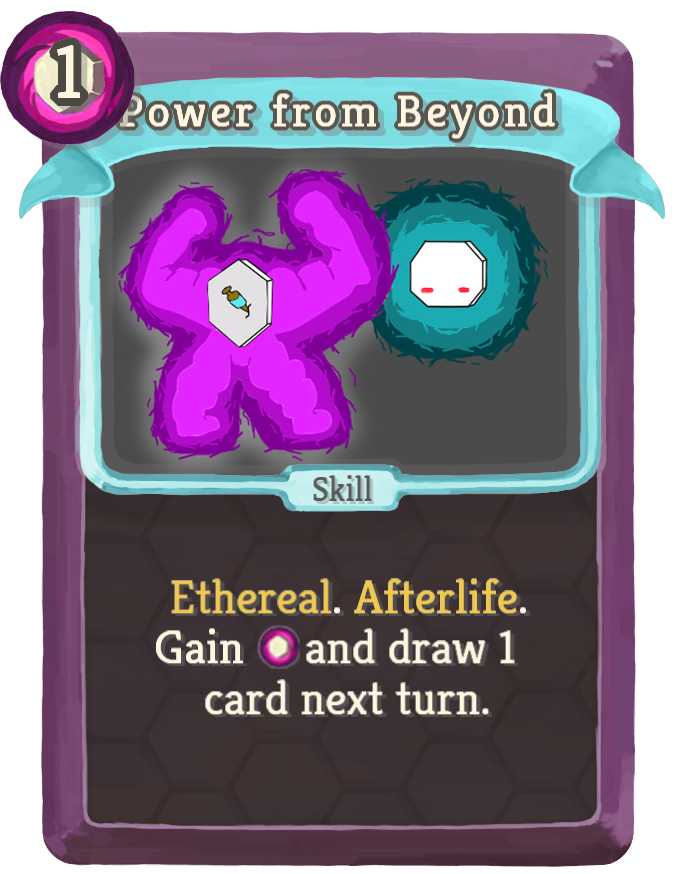 1
Power from Beyond
Skill
Ethereal. Afterlife.
Gain and draw 1
card next turn.